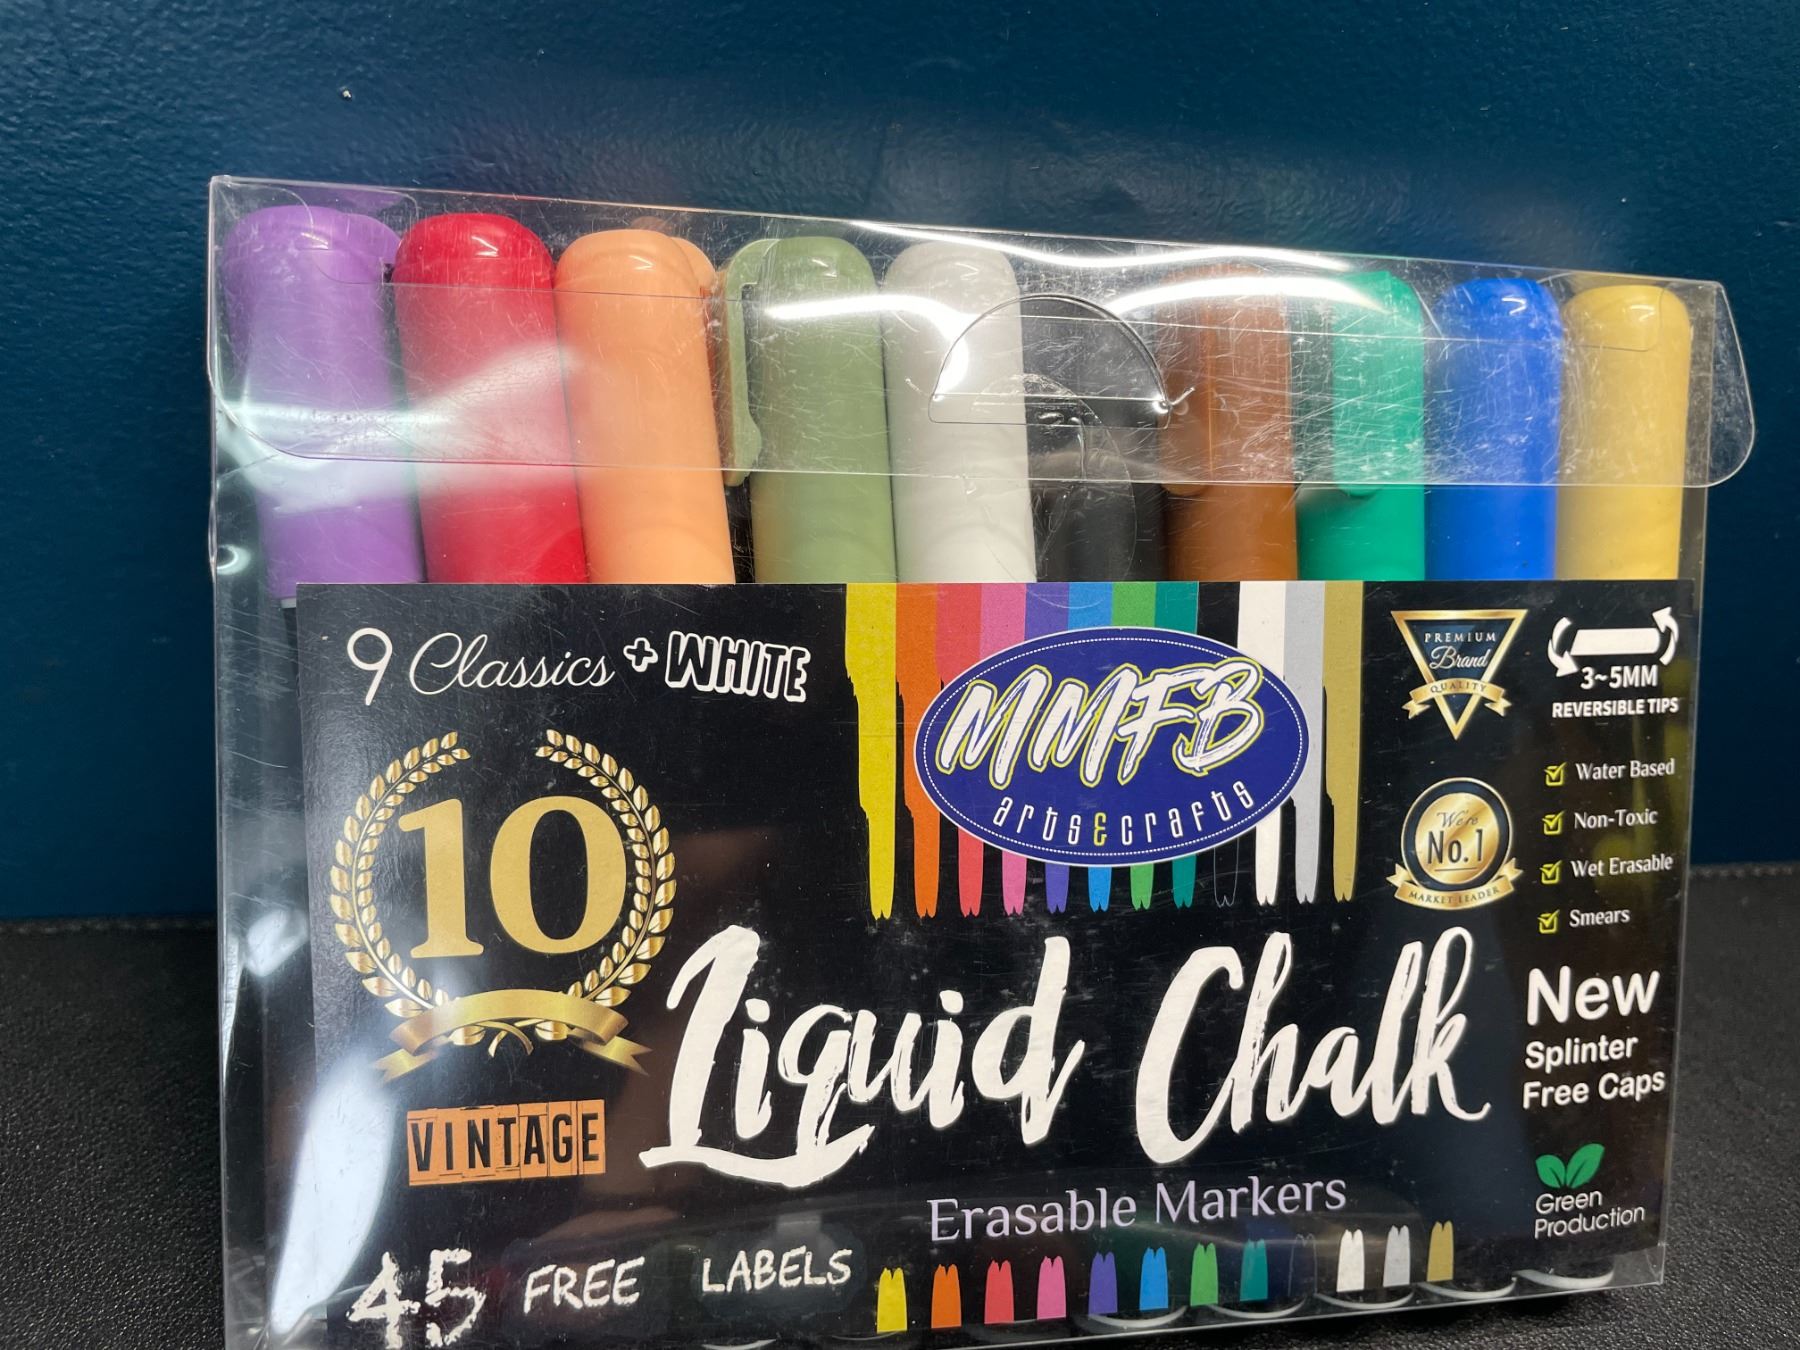 9 Classics + WHITE
10
VINTAGE
45 FREE LABELS
MMFB
arts&crafts
Liquid Chalk
Erasable Markers
PREMIUM
Brand
QUALITY
We're
No.1
MARKET LEADER
3~5MM
REVERSIBLE TIPS
Water Based
Non-Toxic
Wet Erasable
Smears
New
Splinter
Free Caps
Green
Production